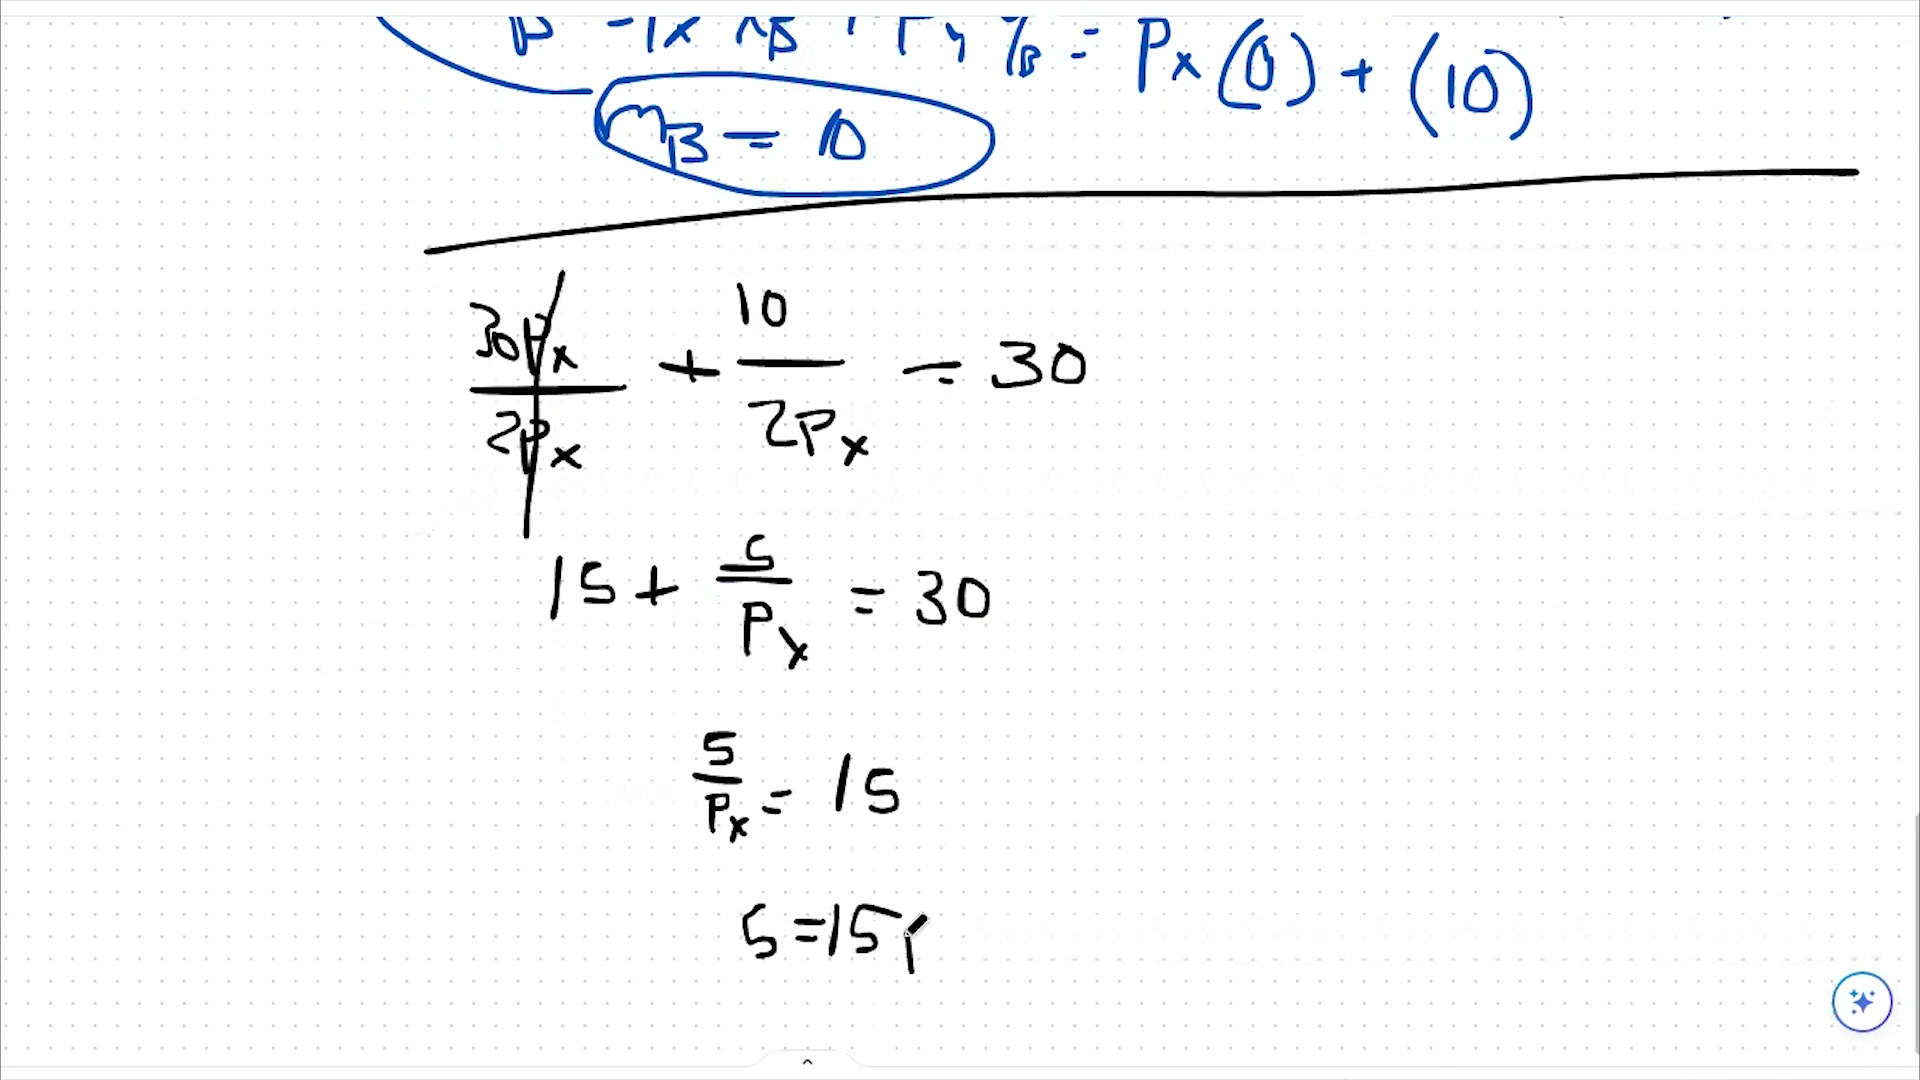 = Px (0) + (10)
mB = 10
30Px/2Px + 10/2Px = 30
15 + 5/Px = 30
5/Px = 15
5 = 15